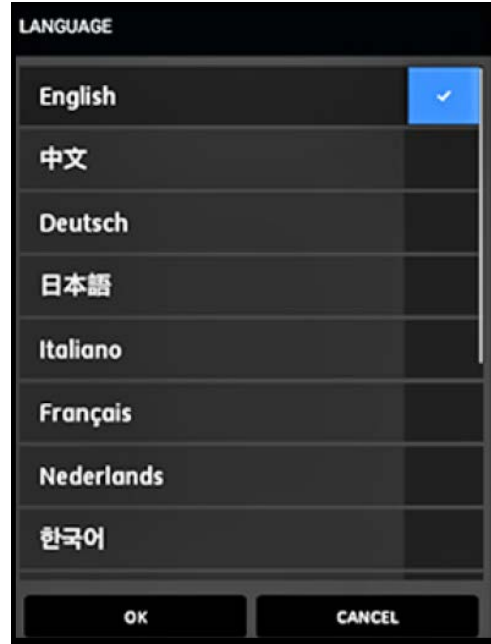 LANGUAGE
English
中文
Deutsch
日本語
Italiano
Français
Nederlands
한국어
OK
CANCEL